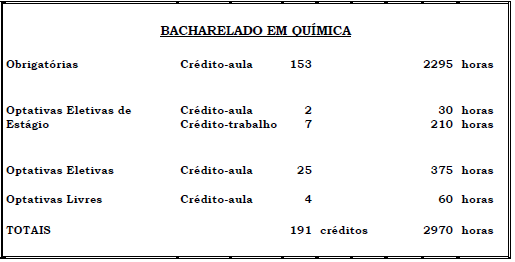 BACHARELADO EM QUÍMICA
Obrigatórias Crédito-aula 153 2295 horas
Optativas Eletivas de Crédito-aula 2 30 horas
Estágio Crédito-trabalho 7 210 horas
Optativas Eletivas Crédito-aula 25 375 horas
Optativas Livres Crédito-aula 4 60 horas
TOTAIS 191 créditos 2970 horas